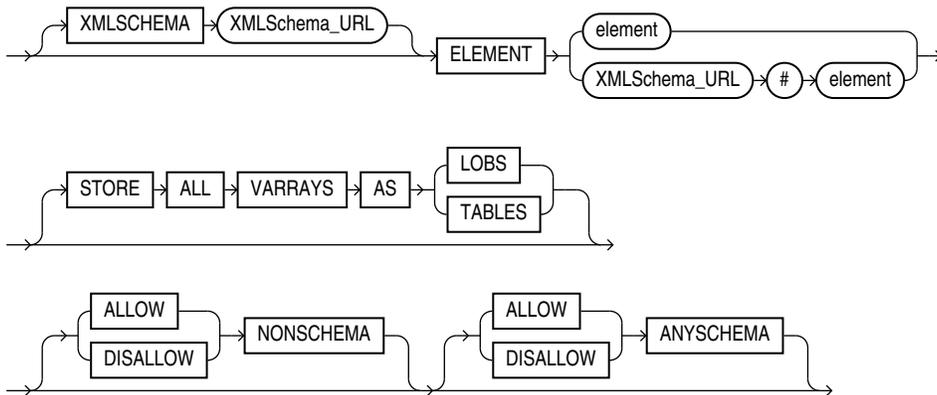 XMLSCHEMA XMLSchema_URL
ELEMENT
element
XMLSchema_URL # element
STORE ALL VARRAYS AS
LOBS
TABLES
ALLOW
DISALLOW
NONSCHEMA
ALLOW
DISALLOW
ANYSCHEMA